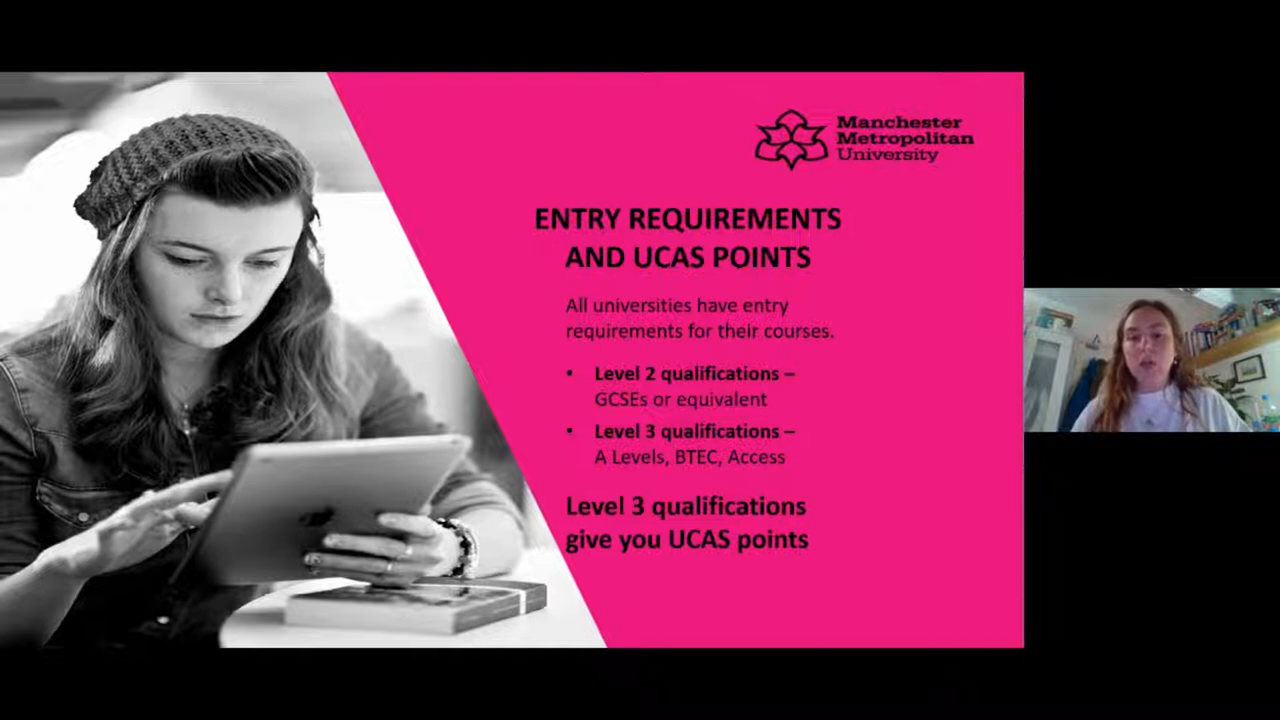 Manchester
Metropolitan
University
ENTRY REQUIREMENTS
AND UCAS POINTS
All universities have entry
requirements for their courses.
• Level 2 qualifications –
GCSEs or equivalent
• Level 3 qualifications –
A Levels, BTEC, Access
Level 3 qualifications
give you UCAS points